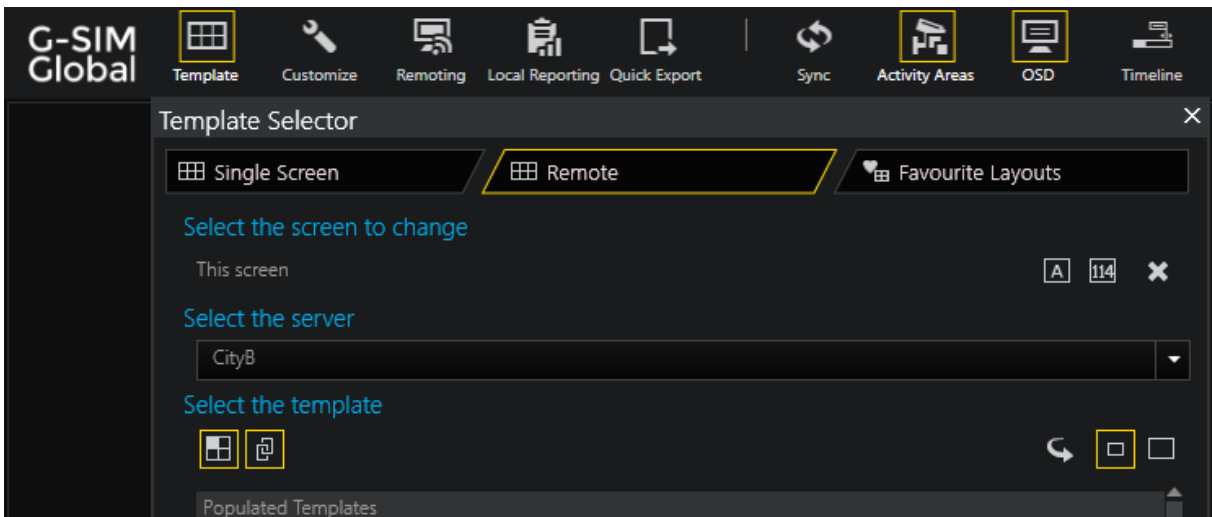 G-SIM
Global
Template
Customize
Remoting
Local Reporting
Quick Export
Sync
Activity Areas
OSD
Timeline
Template Selector
Single Screen
Remote
Favourite Layouts
Select the screen to change
This screen
A
114
Select the server
CityB
Select the template
Populated Templates